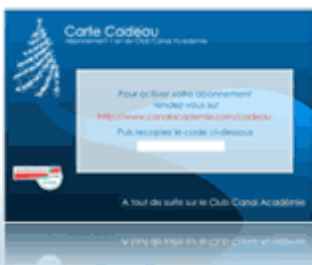 Carte Cadeau
Abonnement 1 an au Club Canal Académie
Pour activer votre abonnement
rendez-vous sur
http://www.canalacademie.com/cadeau
Puis recopiez le code ci-dessous
A tout de suite sur le Club Canal Académie